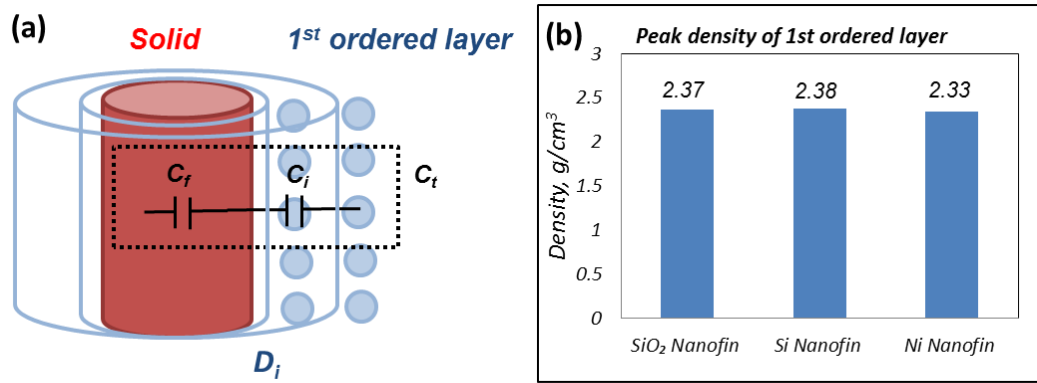 (a)
Solid
1st ordered layer
Cf
Ci
Ct
Di
(b)
Peak density of 1st ordered layer
Density, g/cm³
3
2.5
2
1.5
1
0.5
0
2.37
2.38
2.33
SiO₂ Nanofin
Si Nanofin
Ni Nanofin